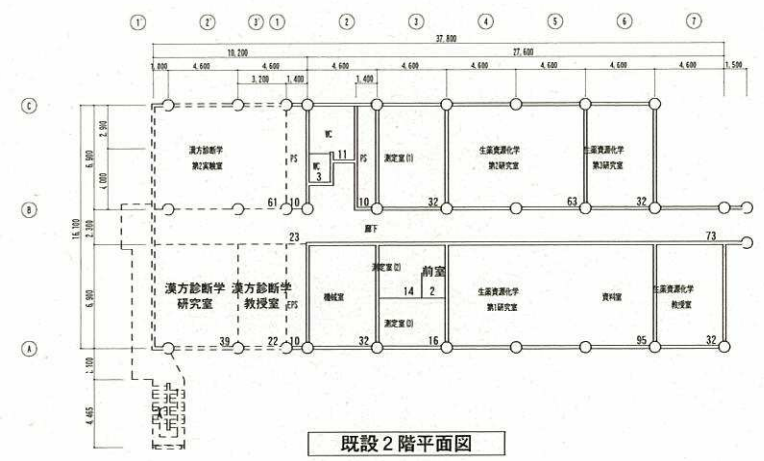 1' 2' 3' 1 2 3 4 5 6 7
37,800
10,200 27,600
1,000 4,600 4,600 4,600 1,400 4,600 4,600 4,600 4,600 4,600 1,500
3,200 1,400
C
漢方診断学
第2実験室
61
PS
10
WC
WC
3
11
PS
10
測定室(1)
32
生薬資源化学
第2研究室
63
生薬資源化学
第3研究室
32
2,900
4,000
6,900
B
2,300
16,100
23
廊下
73
漢方診断学
研究室
39
漢方診断学
教授室
22
EPS
10
機械室
32
測定室(2)
14
前室
2
測定室(3)
16
生薬資源化学
第1研究室
資料室
95
生薬資源化学
教授室
32
6,900
A
1,100
4,465
既設2階平面図